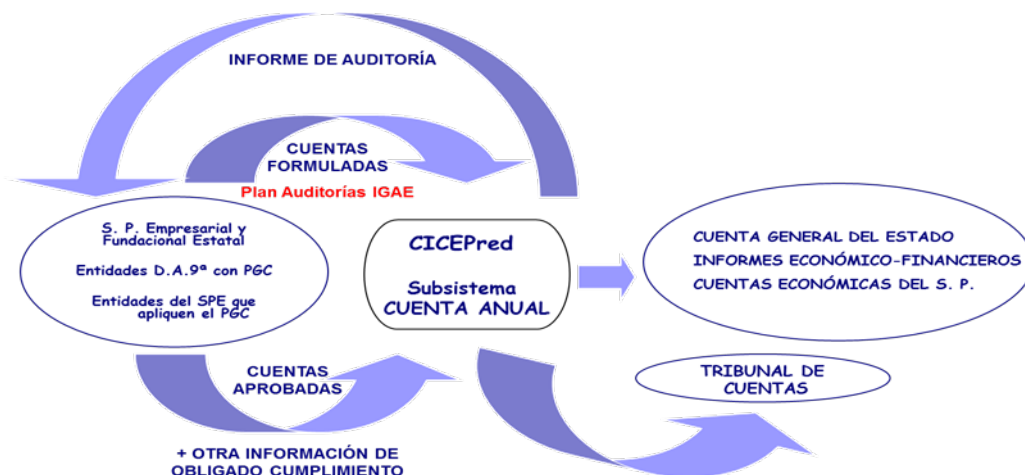 INFORME DE AUDITORÍA
CUENTAS
FORMULADAS
Plan Auditorías IGAE
S. P. Empresarial y
Fundacional Estatal
Entidades D.A.9ª con PGC
Entidades del SPE que
apliquen el PGC
CICEPred
Subsistema
CUENTA ANUAL
CUENTA GENERAL DEL ESTADO
INFORMES ECONÓMICO-FINANCIEROS
CUENTAS ECONÓMICAS DEL S. P.
TRIBUNAL DE
CUENTAS
CUENTAS
APROBADAS
+ OTRA INFORMACIÓN DE
OBLIGADO CUMPLIMIENTO